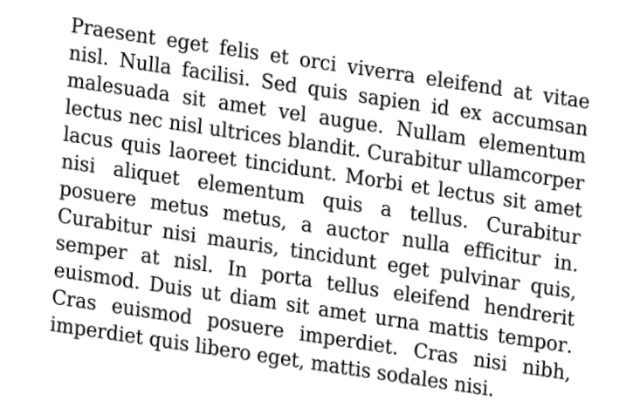 Praesent eget felis et orci viverra eleifend at vitae
nisl. Nulla facilisi. Sed quis sapien id ex accumsan
malesuada sit amet vel augue. Nullam elementum
lectus nec nisl ultrices blandit. Curabitur ullamcorper
lacus quis laoreet tincidunt. Morbi et lectus sit amet
nisi aliquet elementum quis a tellus. Curabitur
posuere metus metus, a auctor nulla efficitur in.
Curabitur nisi mauris, tincidunt eget pulvinar quis,
semper at nisl. In porta tellus eleifend hendrerit
euismod. Duis ut diam sit amet urna mattis tempor.
Cras euismod posuere imperdiet. Cras nisi nibh,
imperdiet quis libero eget, mattis sodales nisi.